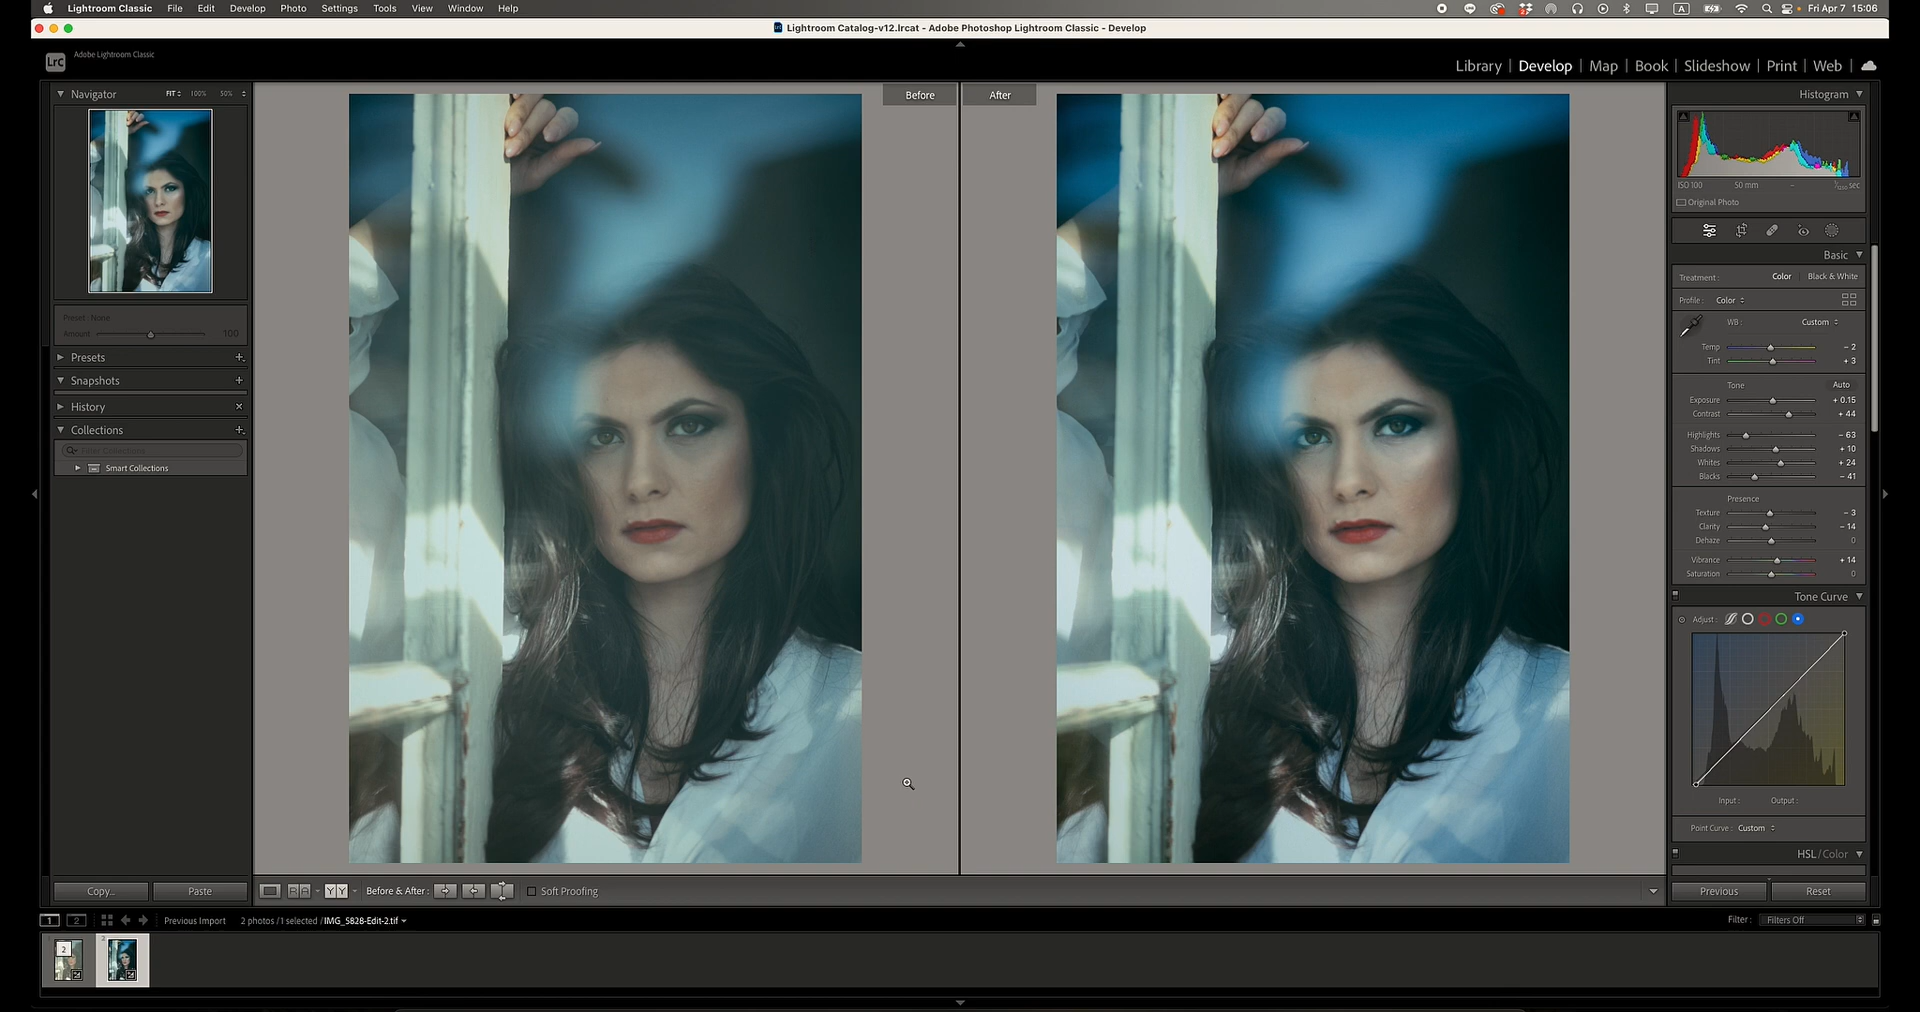 Lightroom Classic File Edit Develop Photo Settings Tools View Window Help
A Fri Apr 7 15:06
Lightroom Catalog-v12.lrcat - Adobe Photoshop Lightroom Classic - Develop
LrC Adobe Lightroom Classic
Library | Develop | Map | Book | Slideshow | Print | Web |
Navigator FIT 100% 50%
Preset: None
Amount 100
Presets
Snapshots
History
Collections
Filter Collections
Smart Collections
Copy... Paste
Before After
Histogram
ISO 100 50 mm – sec
Original Photo
Basic
Treatment: Color Black & White
Profile: Color
WB: Custom
Temp – 2
Tint + 3
Tone Auto
Exposure + 0.15
Contrast + 44
Highlights – 63
Shadows + 10
Whites + 24
Blacks – 41
Presence
Texture – 3
Clarity – 14
Dehaze 0
Vibrance + 14
Saturation 0
Tone Curve
Adjust:
Input: Output:
Point Curve: Custom
HSL / Color
Previous Reset
R A Y Y Before & After: Soft Proofing
1 2 Previous Import 2 photos / 1 selected / IMG_5828-Edit-2.tif
Filter: Filters Off
2